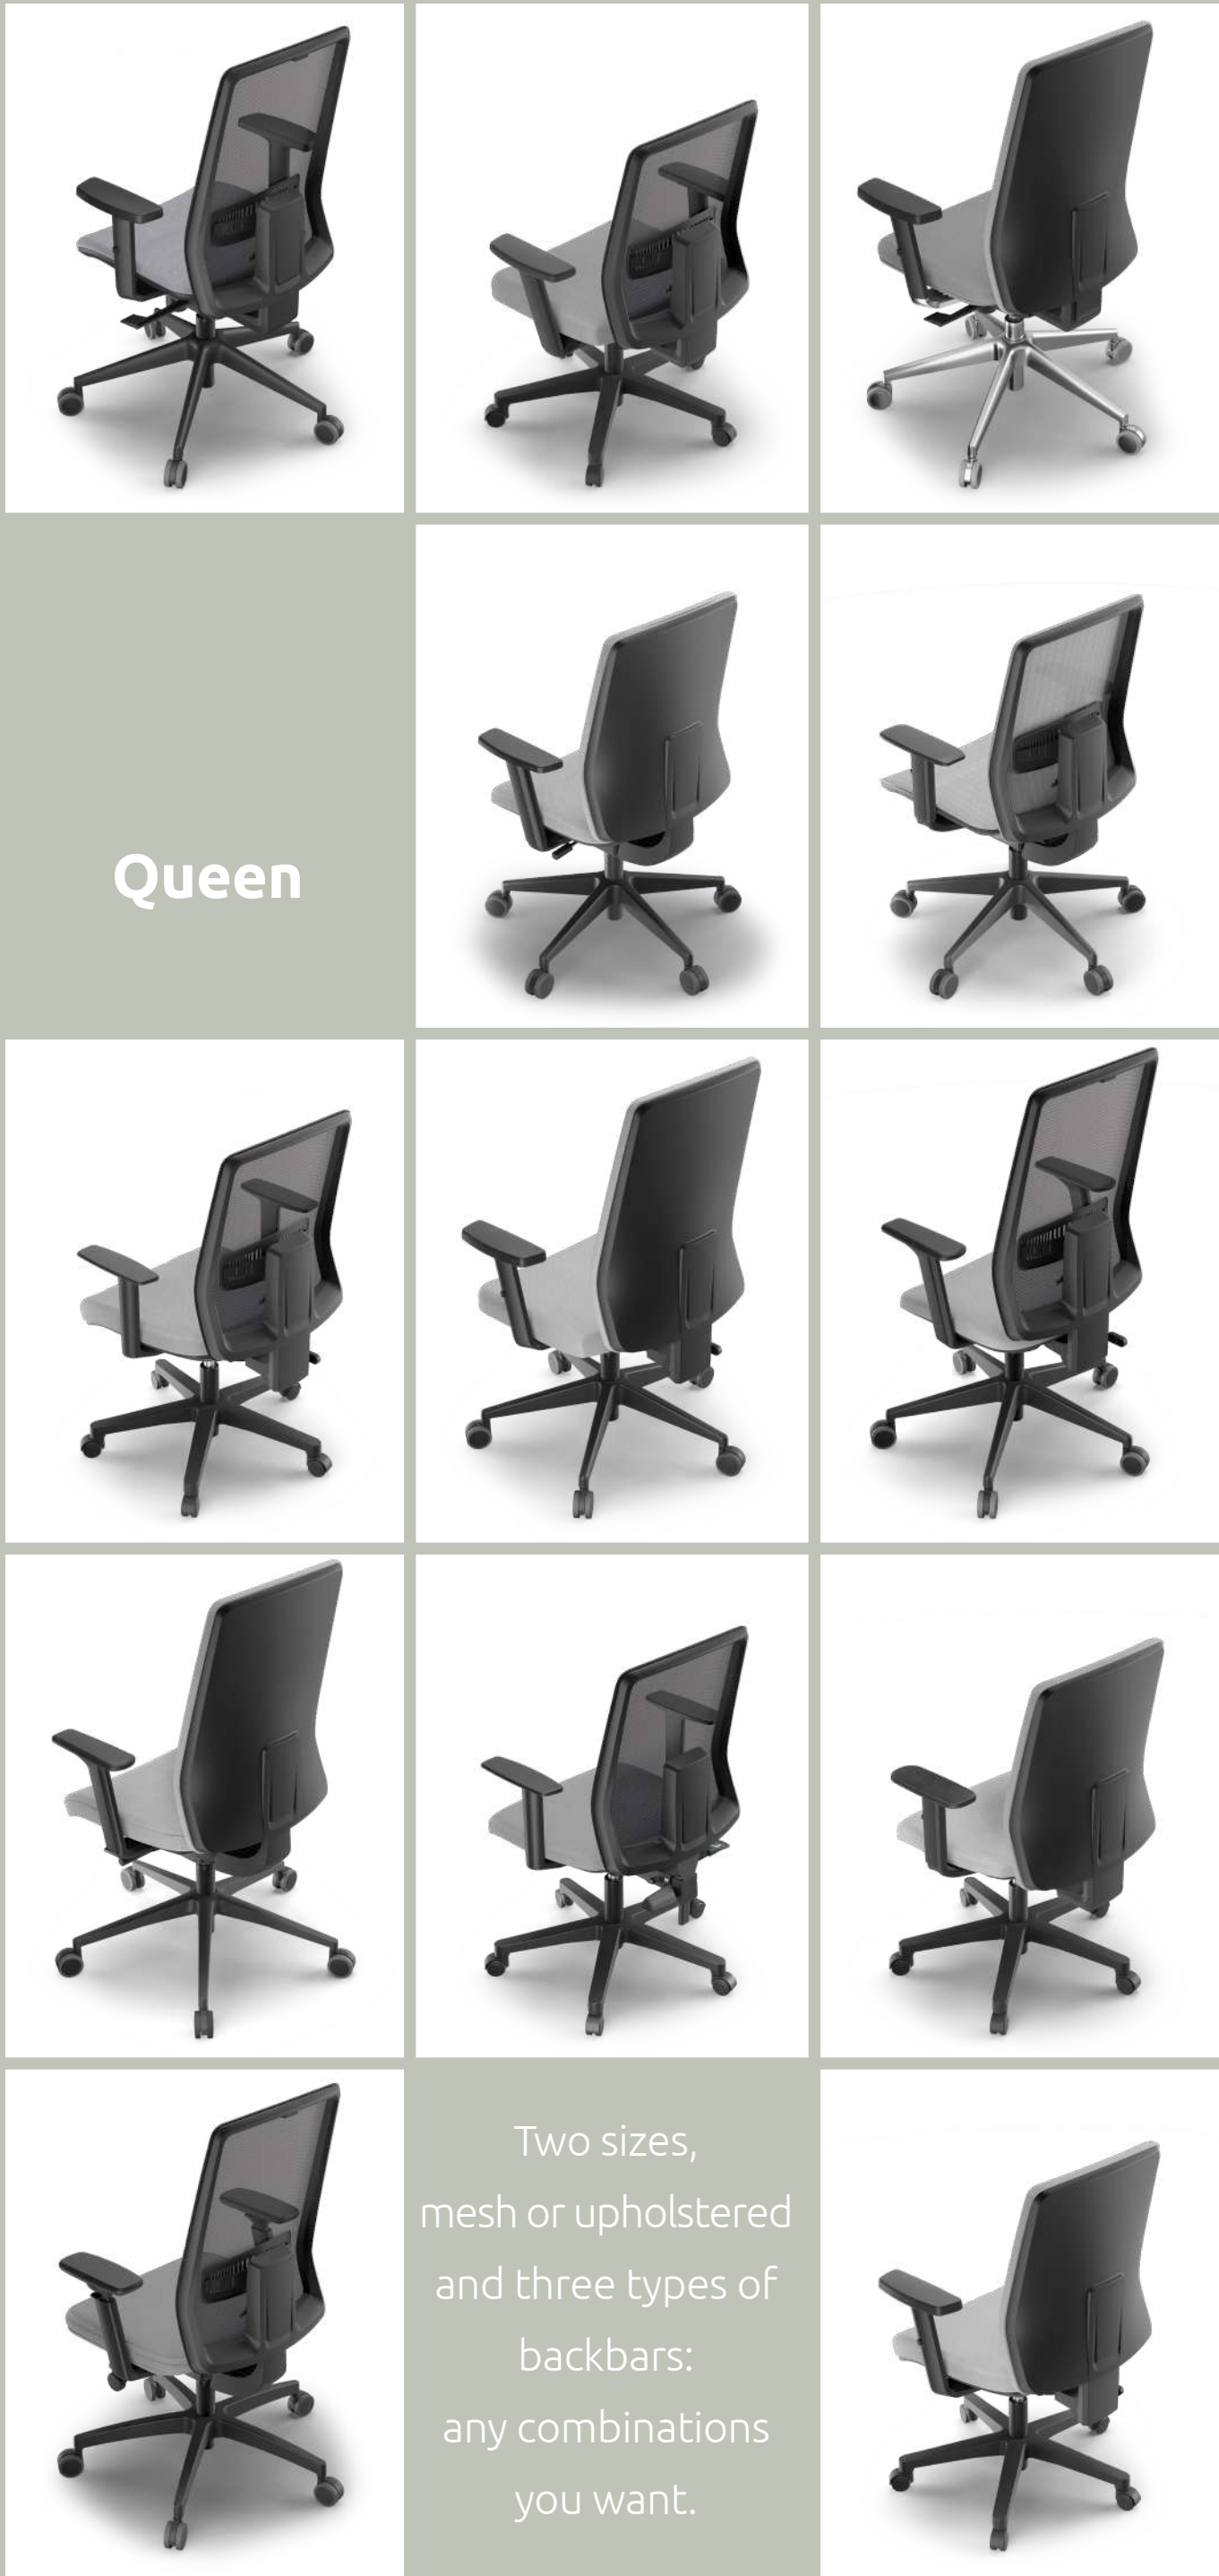 Queen
Two sizes,
mesh or upholstered
and three types of
backbars:
any combinations
you want.